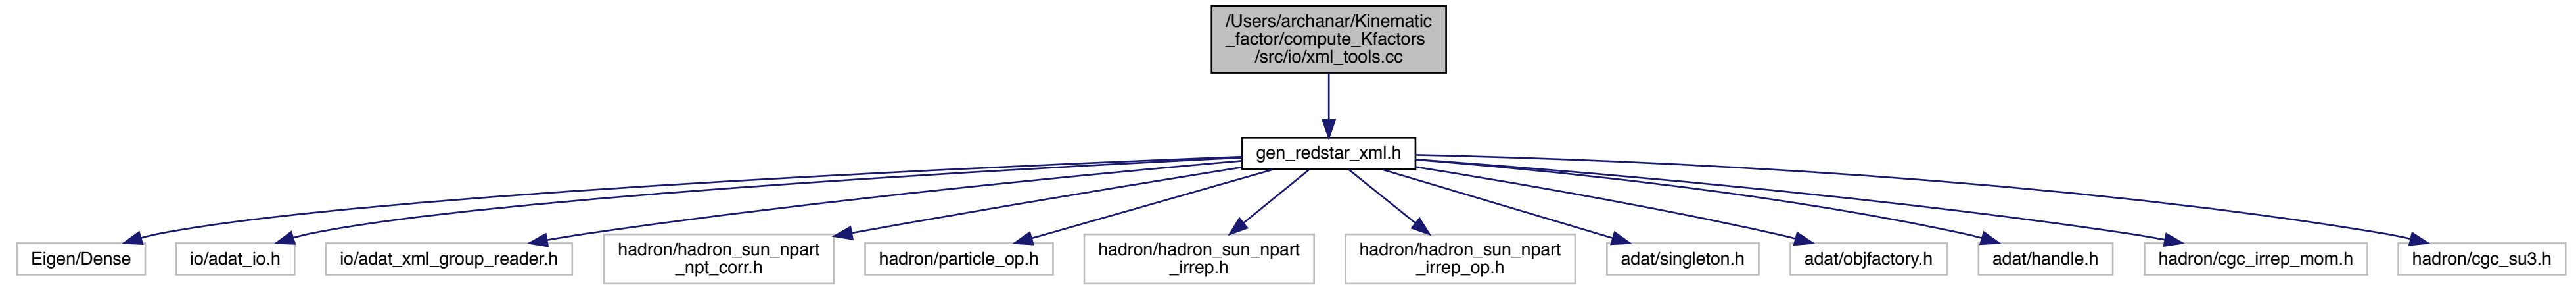 /Users/archanar/Kinematic
_factor/compute_Kfactors
/src/io/xml_tools.cc
gen_redstar_xml.h
Eigen/Dense
io/adat_io.h
io/adat_xml_group_reader.h
hadron/hadron_sun_npart
_npt_corr.h
hadron/particle_op.h
hadron/hadron_sun_npart
_irrep.h
hadron/hadron_sun_npart
_irrep_op.h
adat/singleton.h
adat/objfactory.h
adat/handle.h
hadron/cgc_irrep_mom.h
hadron/cgc_su3.h